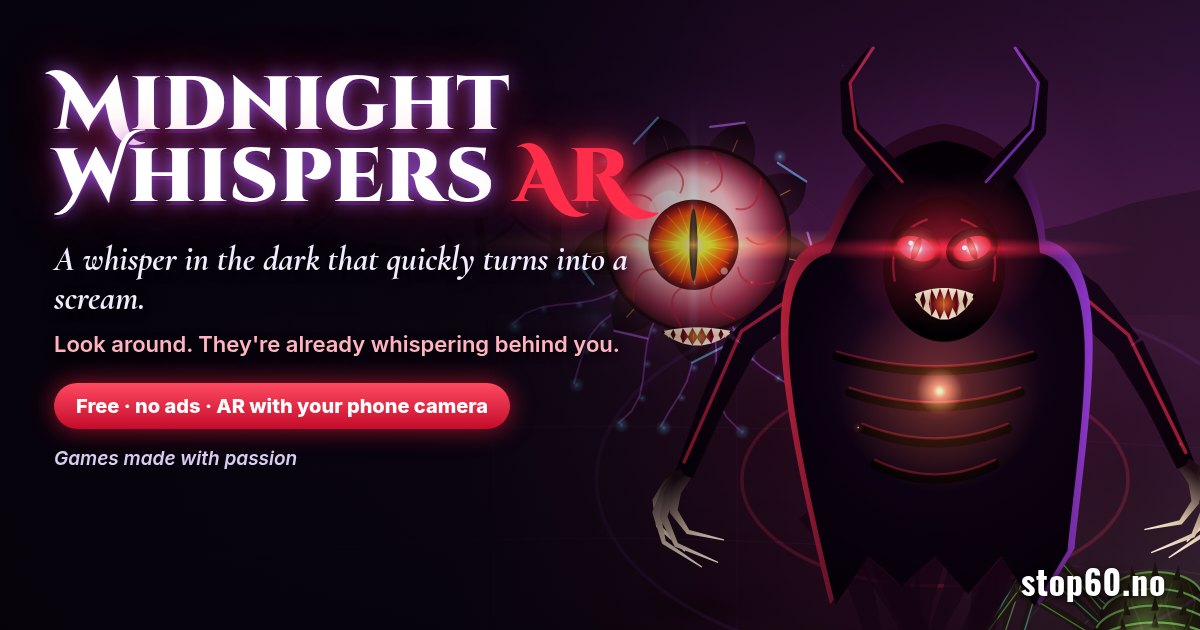 MIDNIGHT
WHISPERS AR
A whisper in the dark that quickly turns into a
scream.
Look around. They're already whispering behind you.
Free · no ads · AR with your phone camera
Games made with passion
stop60.no